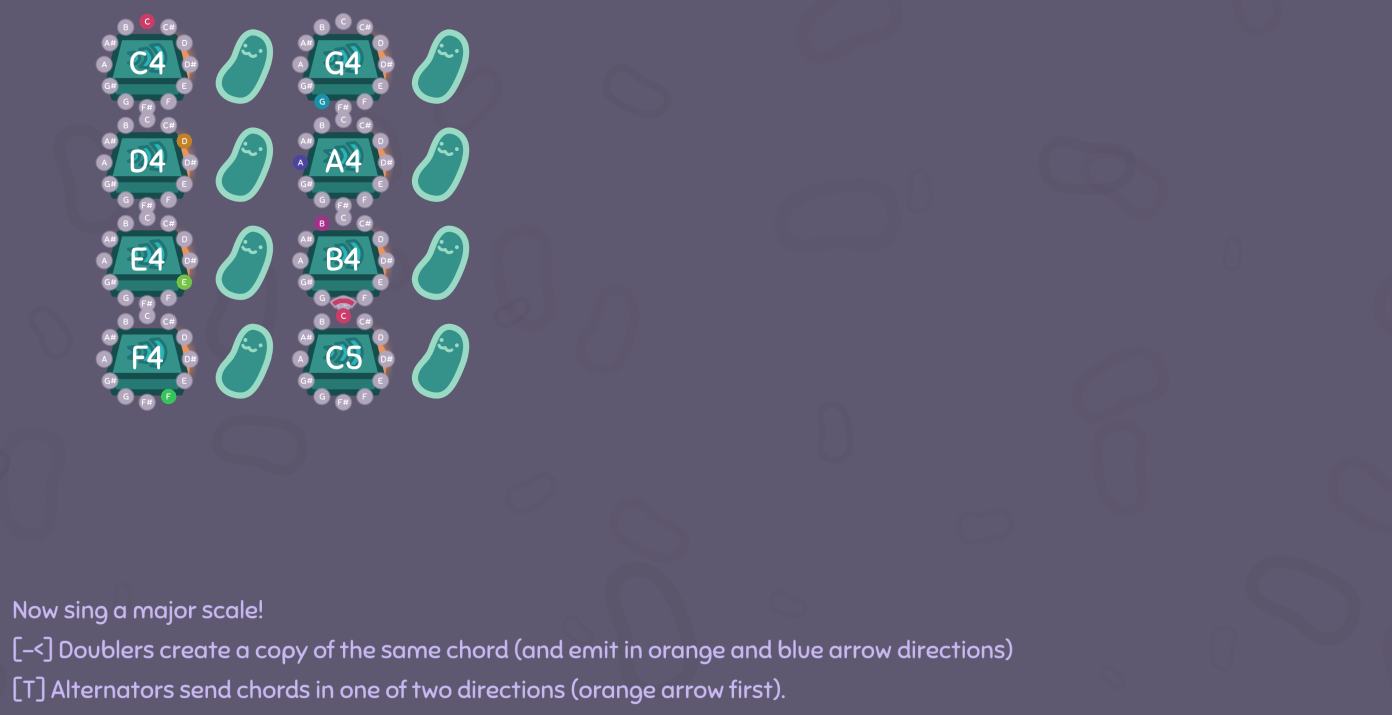 C
B C#
A# D
C4
A D#
G# E
G F
F#
C
B C#
A# D
G4
A D#
G# E
G F
F#
C
B C#
A# D
D4
A D#
G# E
G F
F#
C
B C#
A# D
A4
A D#
G# E
G F
F#
C
B C#
A# D
E4
A D#
G# E
G F
F#
C
B C#
A# D
B4
A D#
G# E
G F
C
B C#
A# D
F4
A D#
G# E
G F
F#
C
B C#
A# D
C5
A D#
G# E
G F
F#
Now sing a major scale!
[-<] Doublers create a copy of the same chord (and emit in orange and blue arrow directions)
[T] Alternators send chords in one of two directions (orange arrow first).